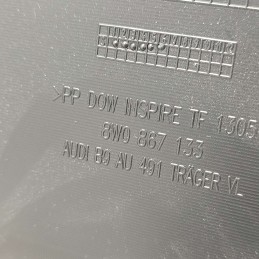 >PP DOW INSPIRE TF 1305
8W0 867 133
AUDI B9 AU 491 TRÄGER VL